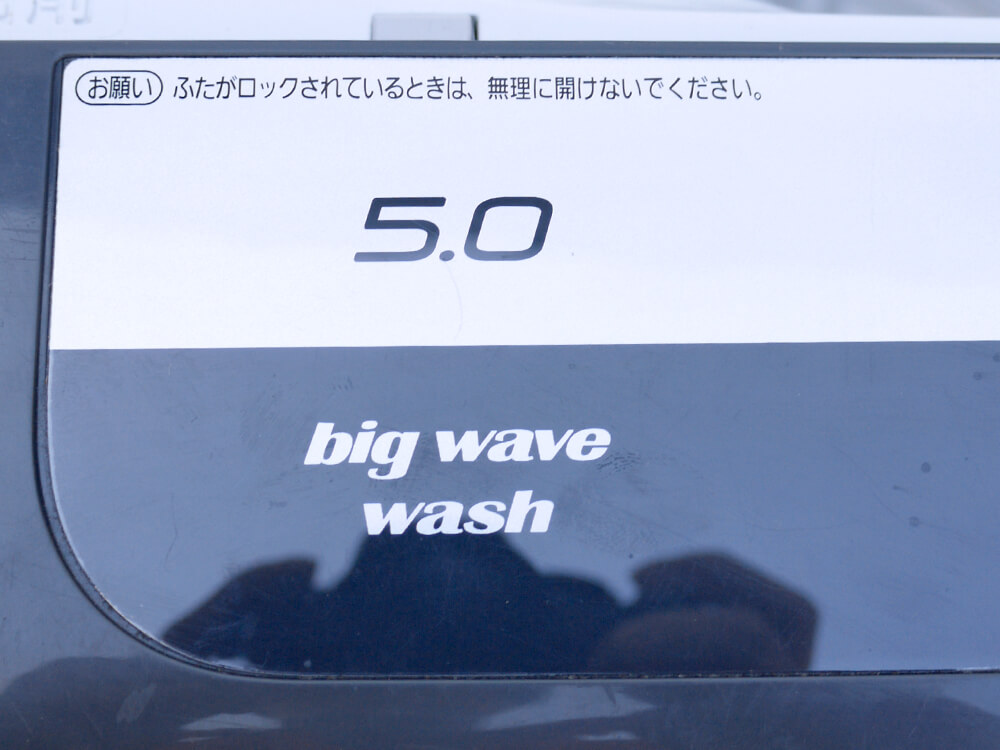 お願い ふたがロックされているときは、無理に開けないでください。
5.0
big wave
wash